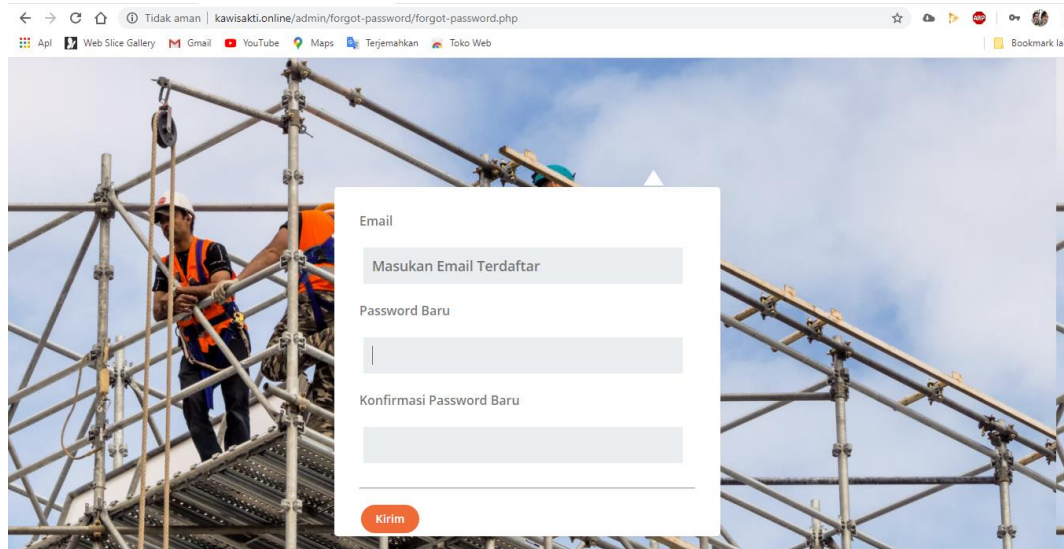 Tidak aman | kawisakti.online/admin/forgot-password/forgot-password.php
ABP
Apl Web Slice Gallery Gmail YouTube Maps Terjemahkan Toko Web Bookmark la
Email
Masukan Email Terdaftar
Password Baru
Konfirmasi Password Baru
Kirim